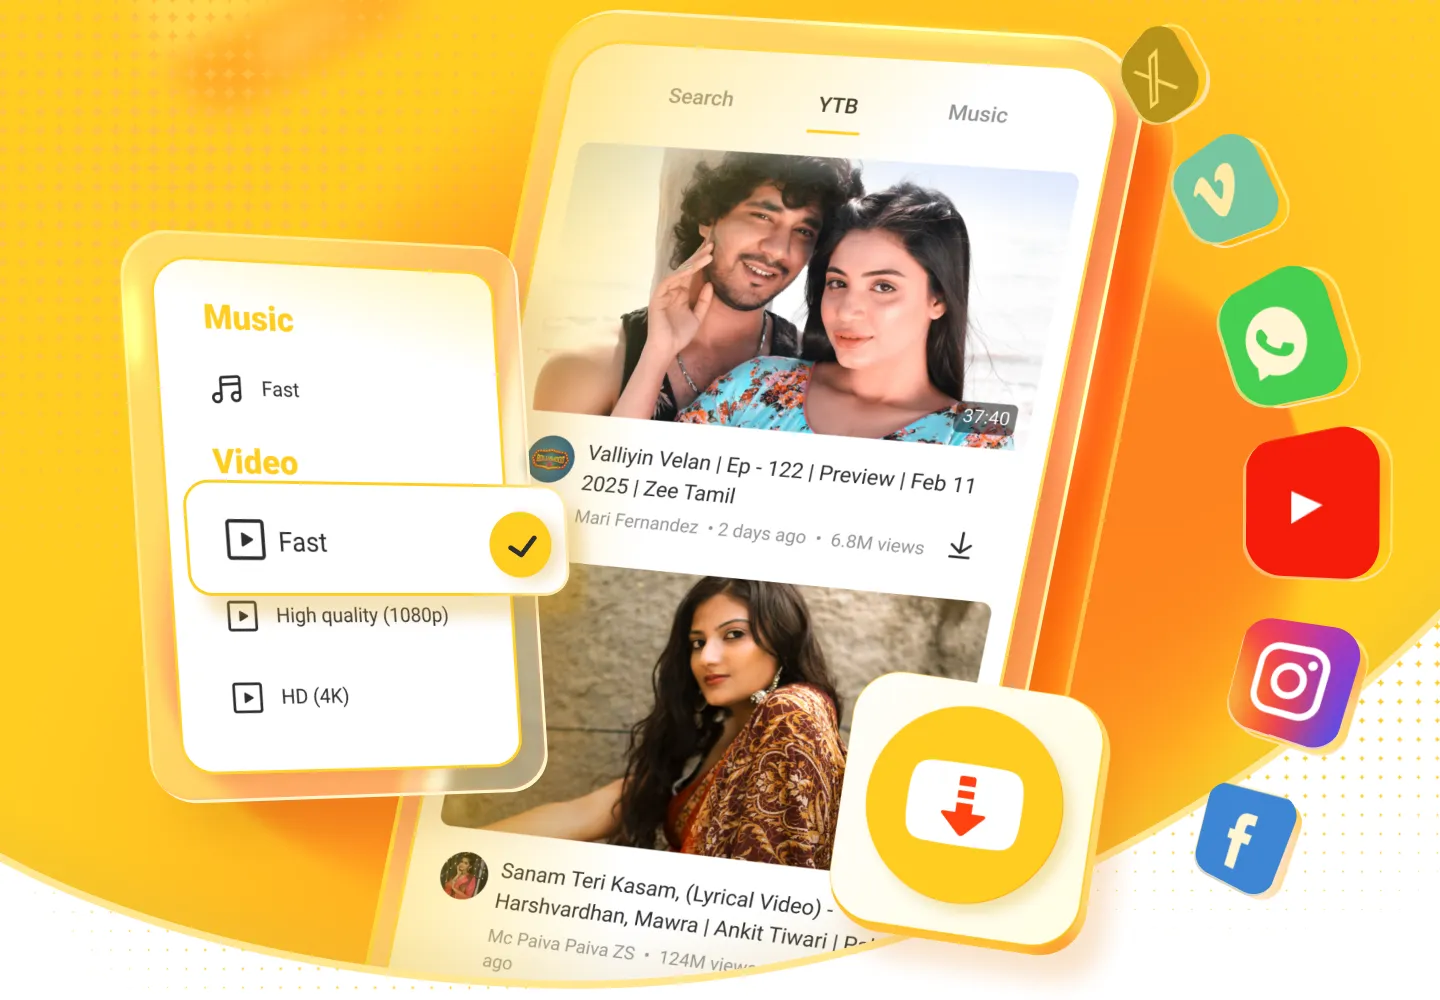 Search
YTB
Music
37:40
Valliyin Velan | Ep - 122 | Preview | Feb 11
2025 | Zee Tamil
Mari Fernandez • 2 days ago • 6.8M views
Music
Fast
Video
Fast
High quality (1080p)
HD (4K)
Sanam Teri Kasam, (Lyrical Video) -
Harshvardhan, Mawra | Ankit Tiwari |
Mc Paiva Paiva ZS • 124M views
ago